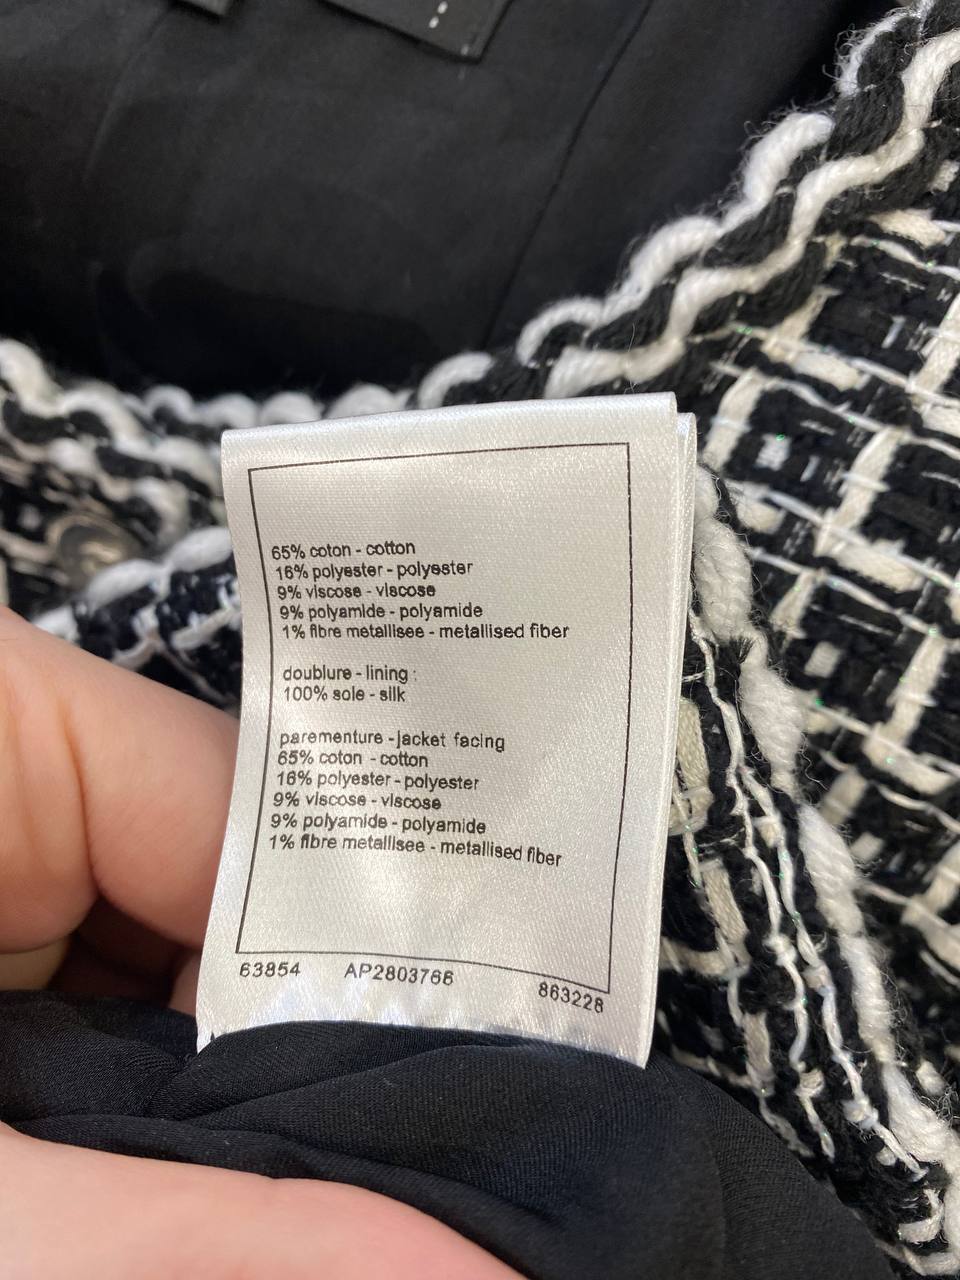 65% coton - cotton
16% polyester - polyester
9% viscose - viscose
9% polyamide - polyamide
1% fibre metallisee - metallised fiber
doublure - lining :
100% soie - silk
parementure - jacket facing
65% coton - cotton
16% polyester - polyester
9% viscose - viscose
9% polyamide - polyamide
1% fibre metallisee - metallised fiber
63854 AP2803766 863228